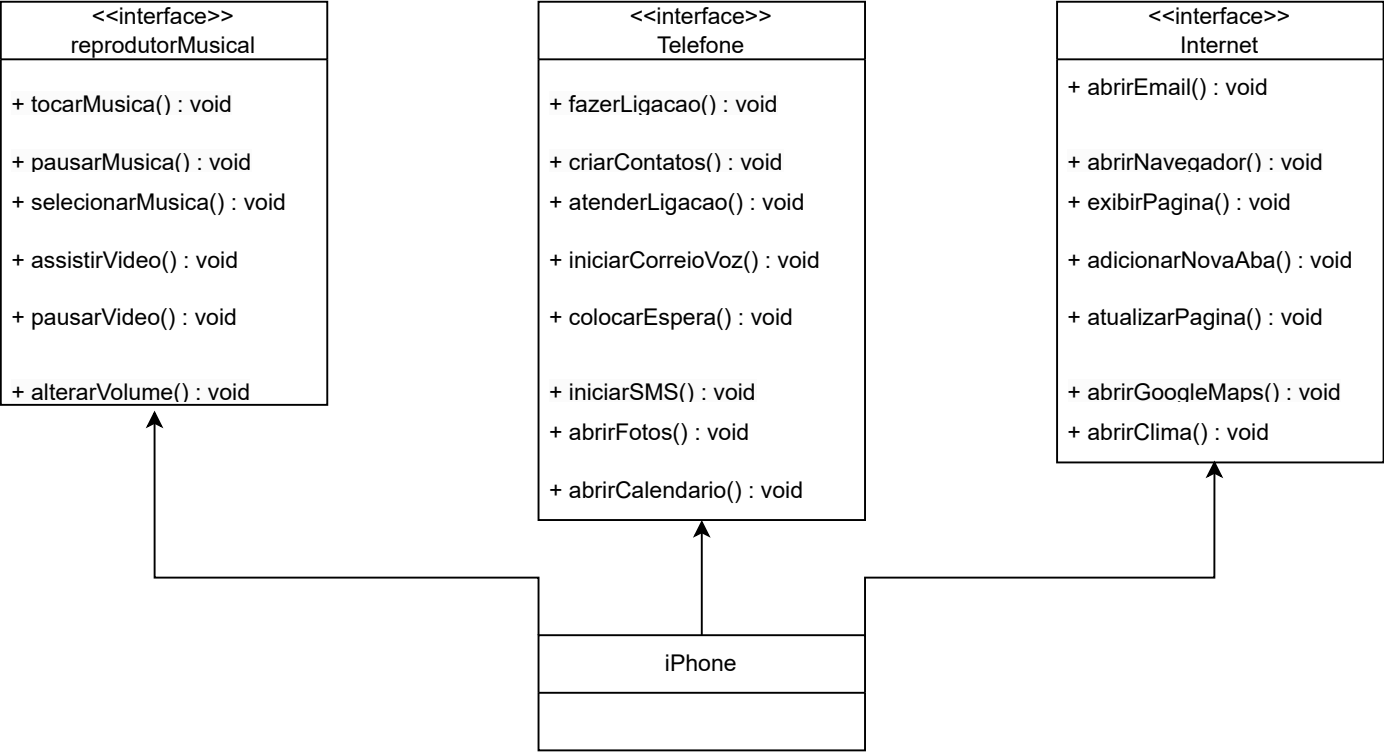 <<interface>>
reprodutorMusical
+ tocarMusica() : void
+ pausarMusica() : void
+ selecionarMusica() : void
+ assistirVideo() : void
+ pausarVideo() : void
+ alterarVolume() : void
<<interface>>
Telefone
+ fazerLigacao() : void
+ criarContatos() : void
+ atenderLigacao() : void
+ iniciarCorreioVoz() : void
+ colocarEspera() : void
+ iniciarSMS() : void
+ abrirFotos() : void
+ abrirCalendario() : void
<<interface>>
Internet
+ abrirEmail() : void
+ abrirNavegador() : void
+ exibirPagina() : void
+ adicionarNovaAba() : void
+ atualizarPagina() : void
+ abrirGoogleMaps() : void
+ abrirClima() : void
iPhone